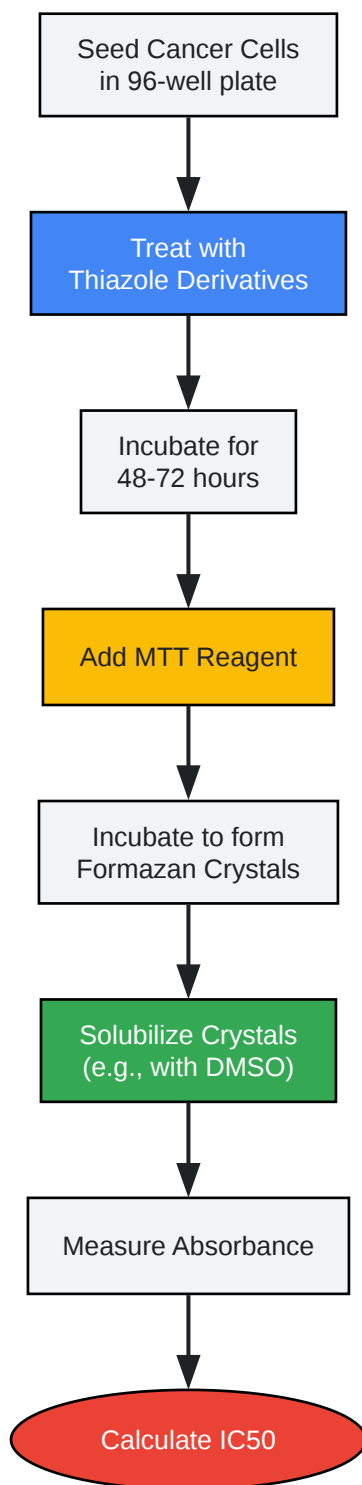 Seed Cancer Cells
in 96-well plate
Treat with
Thiazole Derivatives
Incubate for
48-72 hours
Add MTT Reagent
Incubate to form
Formazan Crystals
Solubilize Crystals
(e.g., with DMSO)
Measure Absorbance
Calculate IC50